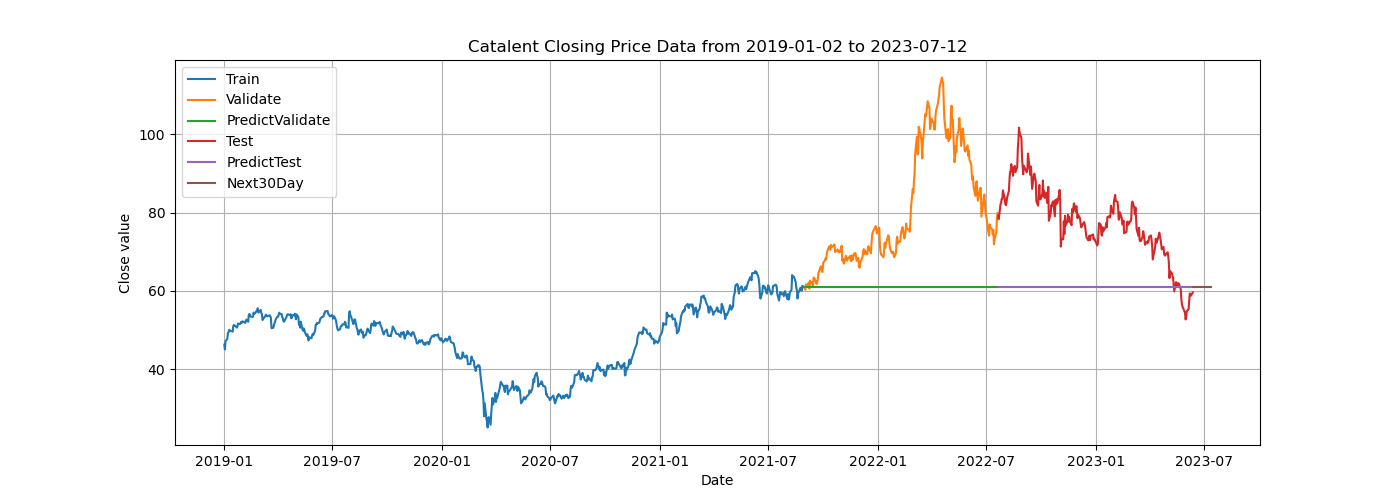 Catalent Closing Price Data from 2019-01-02 to 2023-07-12
Train
Validate
PredictValidate
Test
PredictTest
Next30Day
100
80
60
40
Close value
2019-01 2019-07 2020-01 2020-07 2021-01 2021-07 2022-01 2022-07 2023-01 2023-07
Date